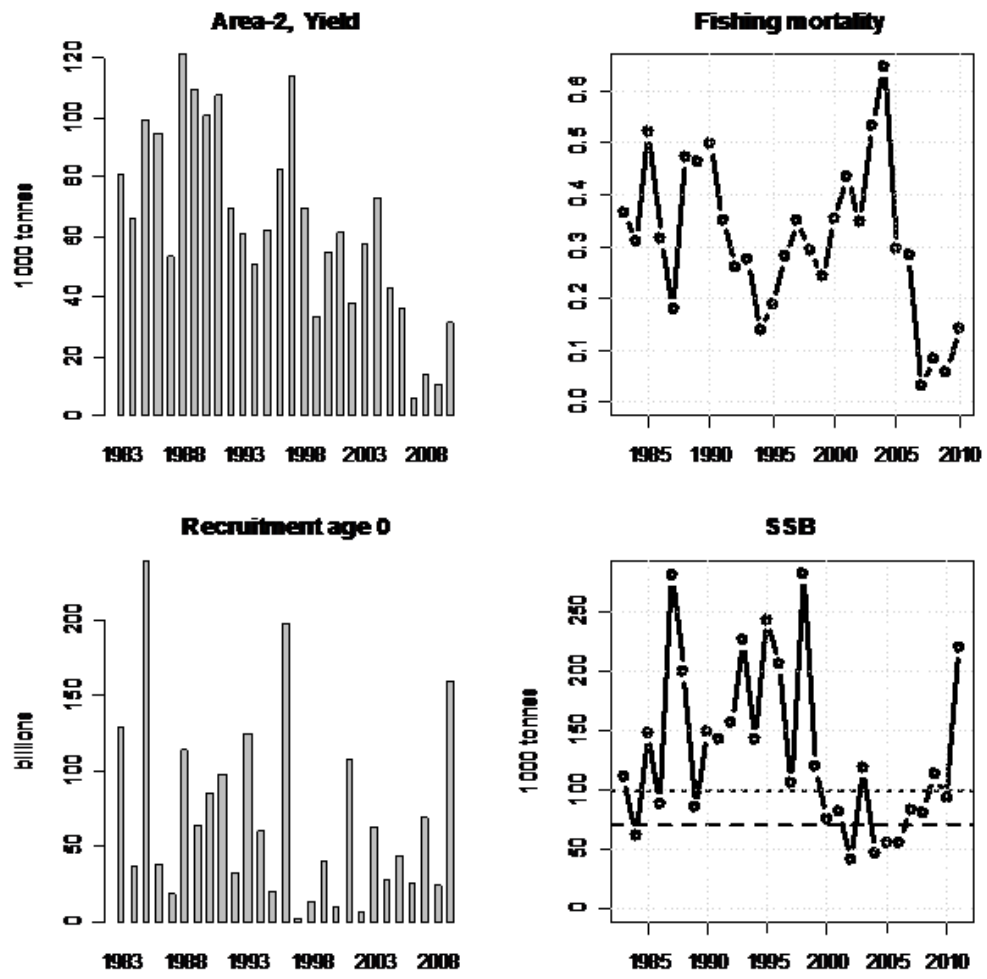 Area-2, Yield
1000 tonnes
0 20 40 60 80 100 120
1983 1988 1993 1998 2003 2008
Fishing mortality
0.0 0.1 0.2 0.3 0.4 0.5 0.6
1985 1990 1995 2000 2005 2010
Recruitment age 0
billions
0 50 100 150 200
1983 1988 1993 1998 2003 2008
SSB
1000 tonnes
0 50 100 150 200 250
1985 1990 1995 2000 2005 2010